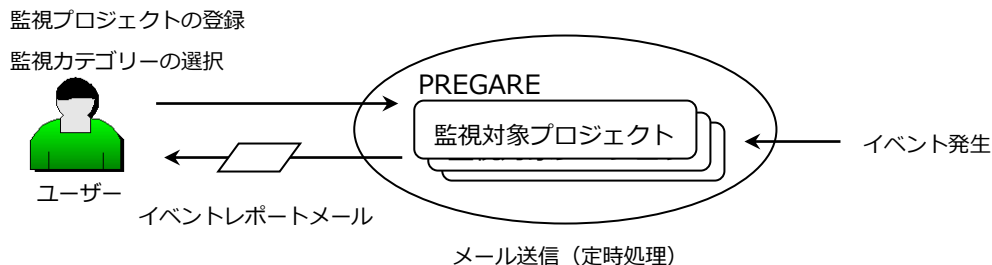 監視プロジェクトの登録
監視カテゴリーの選択
PREGARE
監視対象プロジェクト
イベント発生
ユーザー
イベントレポートメール
メール送信（定時処理）